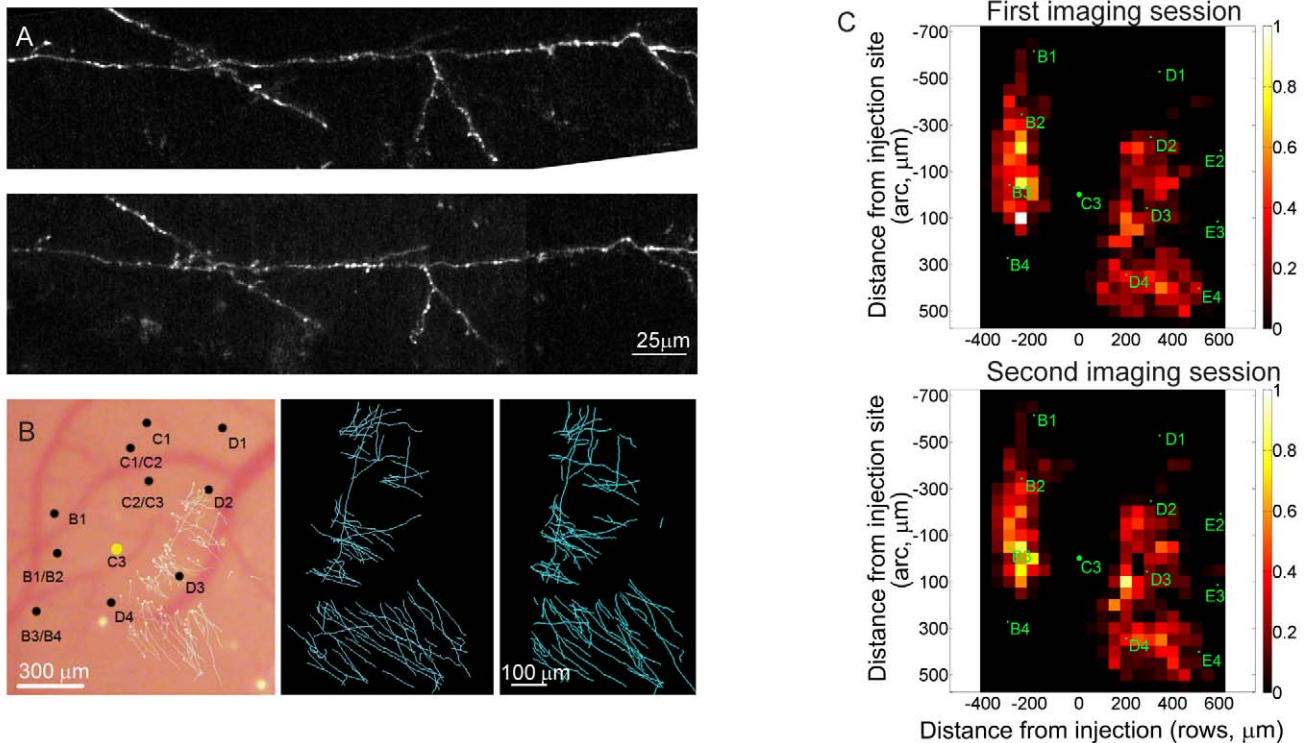 A
25μm
B
C1
D1
C1/C2
C2/C3
D2
B1
C3
B1/B2
D3
D4
B3/B4
300 μm
100 μm
C
First imaging session
Distance from injection site
(arc, μm)
-700
-500
-300
-100
100
300
500
-400 -200 0 200 400 600
B1
D1
B2
D2
E2
B3
C3
D3
E3
B4
D4
E4
1
0.8
0.6
0.4
0.2
0
Second imaging session
Distance from injection site
(arc, μm)
-700
-500
-300
-100
100
300
500
B1
D1
B2
D2
E2
B3
C3
D3
E3
B4
D4
E4
1
0.8
0.6
0.4
0.2
0
-400 -200 0 200 400 600
Distance from injection (rows, μm)